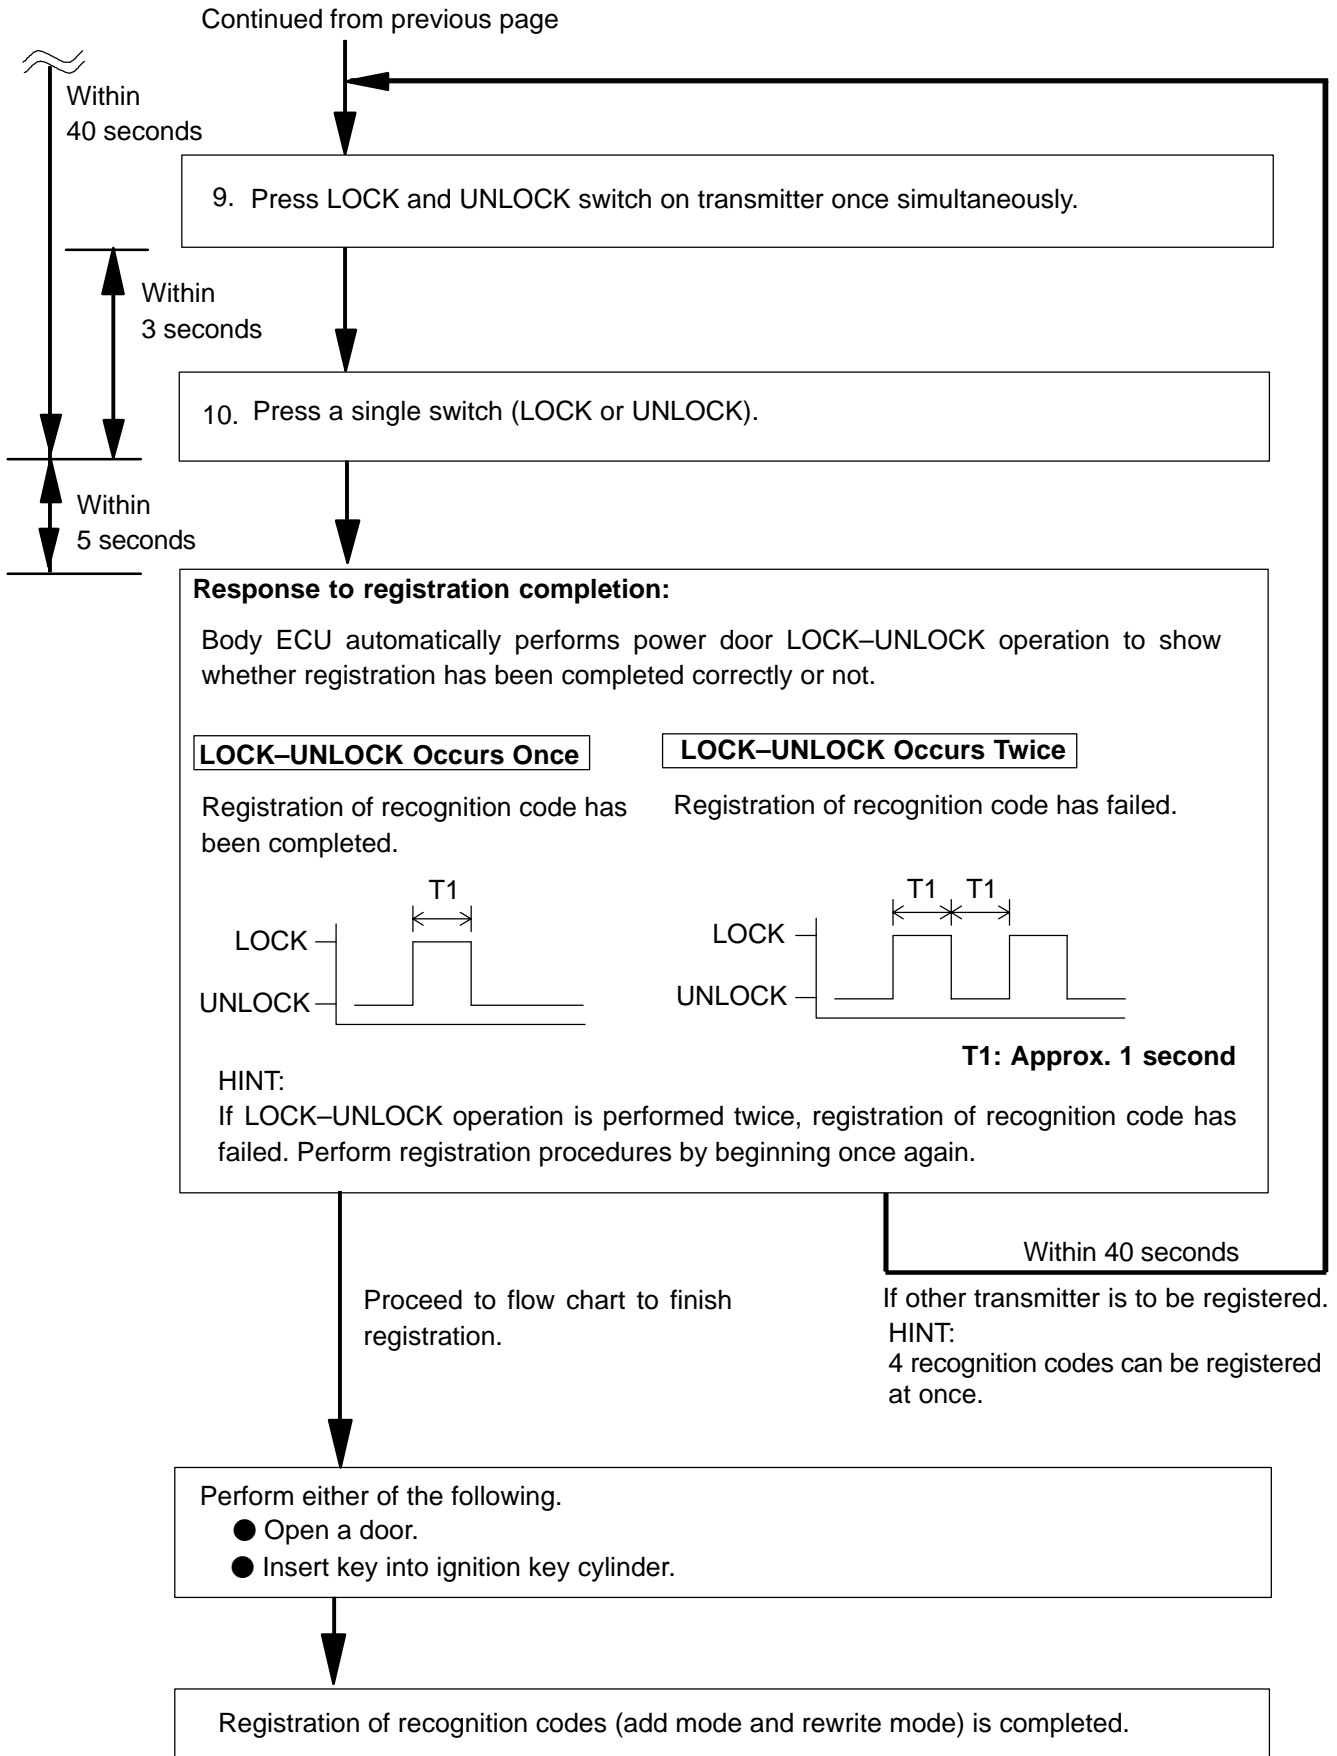 Continued from previous page
Within
40 seconds
9. Press LOCK and UNLOCK switch on transmitter once simultaneously.
Within
3 seconds
10. Press a single switch (LOCK or UNLOCK).
Within
5 seconds
Response to registration completion:
Body ECU automatically performs power door LOCK–UNLOCK operation to show
whether registration has been completed correctly or not.
LOCK–UNLOCK Occurs Once
Registration of recognition code has
been completed.
T1
LOCK
UNLOCK
LOCK–UNLOCK Occurs Twice
Registration of recognition code has failed.
T1 T1
LOCK
UNLOCK
T1: Approx. 1 second
HINT:
If LOCK–UNLOCK operation is performed twice, registration of recognition code has
failed. Perform registration procedures by beginning once again.
Within 40 seconds
Proceed to flow chart to finish
registration.
If other transmitter is to be registered.
HINT:
4 recognition codes can be registered
at once.
Perform either of the following.
● Open a door.
● Insert key into ignition key cylinder.
Registration of recognition codes (add mode and rewrite mode) is completed.